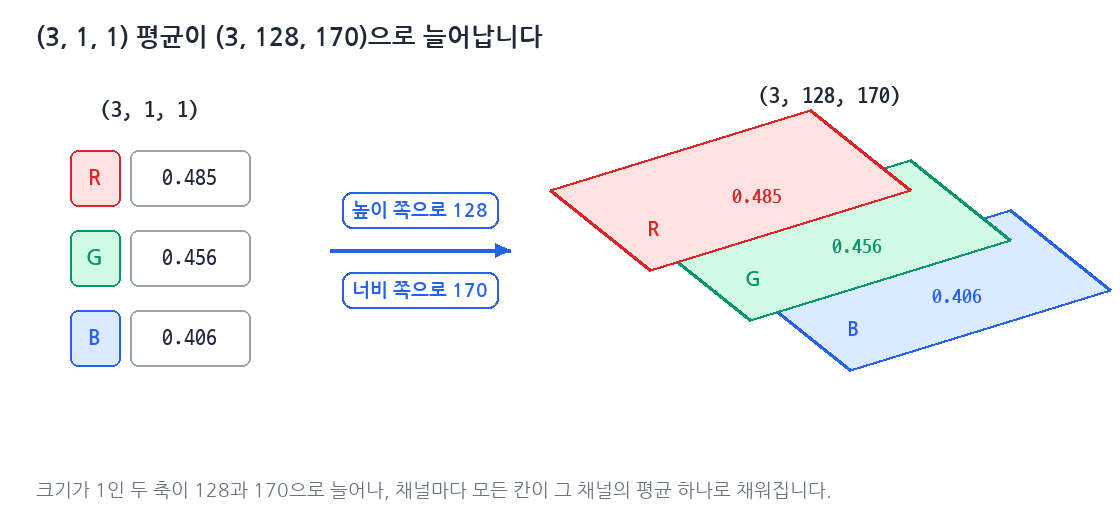 (3, 1, 1) 평균이 (3, 128, 170)으로 늘어납니다
(3, 1, 1)
R 0.485
G 0.456
B 0.406
높이 쪽으로 128
너비 쪽으로 170
(3, 128, 170)
0.485
R
0.456
G
0.406
B
크기가 1인 두 축이 128과 170으로 늘어나, 채널마다 모든 칸이 그 채널의 평균 하나로 채워집니다.